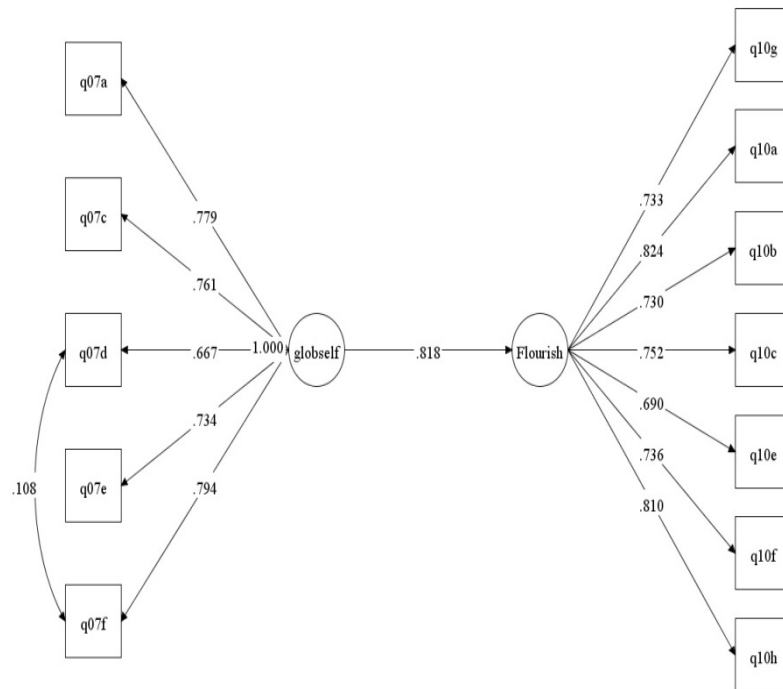 q07a
q07c
q07d
q07e
q07f
.108
.779
.761
.667
.734
.794
1.000
globself
.818
Flourish
.733
.824
.730
.752
.690
.736
.810
q10g
q10a
q10b
q10c
q10e
q10f
q10h